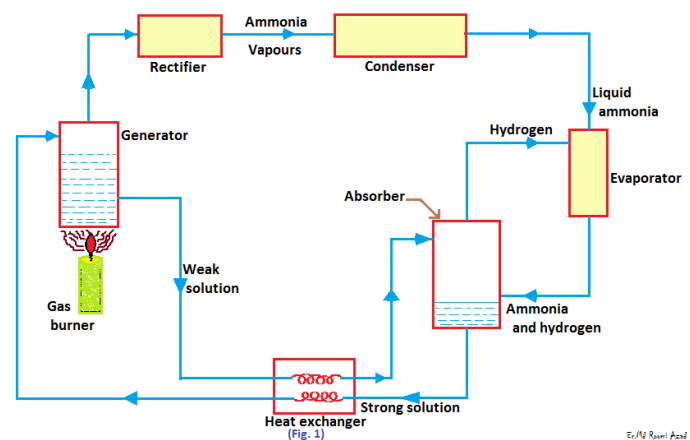 Ammonia
Vapours
Rectifier
Condenser
Liquid
ammonia
Generator
Hydrogen
Evaporator
Absorber
Weak
solution
Gas
burner
Ammonia
and hydrogen
Strong solution
Heat exchanger
(Fig. 1)
Er.Md Roomi Azad